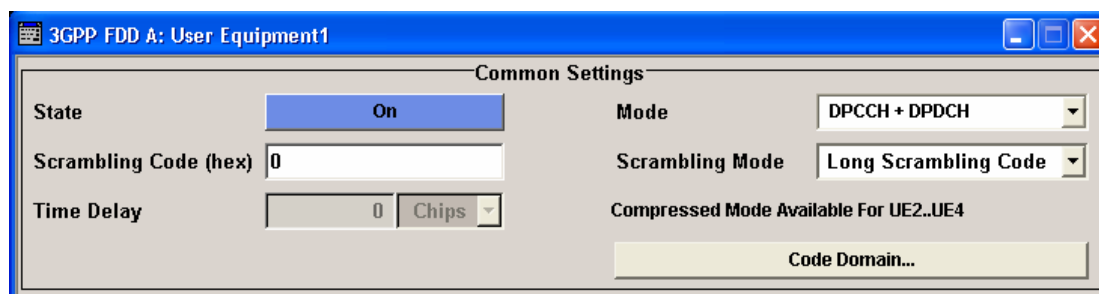 3GPP FDD A: User Equipment1
Common Settings
State On Mode DPCCH + DPDCH
Scrambling Code (hex) 0 Scrambling Mode Long Scrambling Code
Time Delay 0 Chips Compressed Mode Available For UE2..UE4
Code Domain...